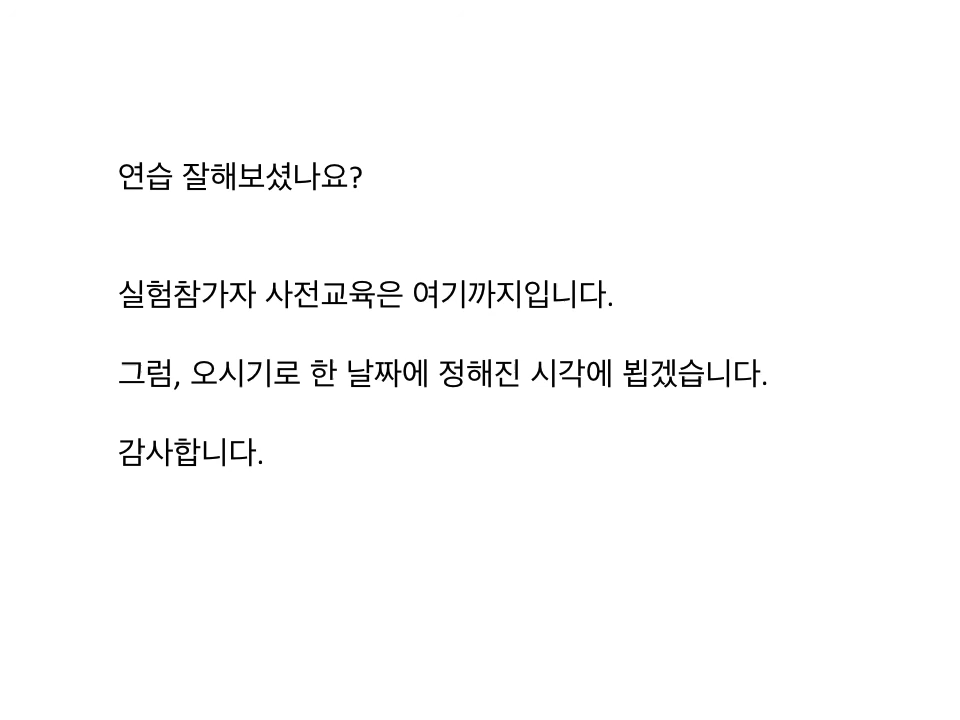 연습 잘해보셨나요?
실험참가자 사전교육은 여기까지입니다.
그럼, 오시기로 한 날짜에 정해진 시각에 뵙겠습니다.
감사합니다.